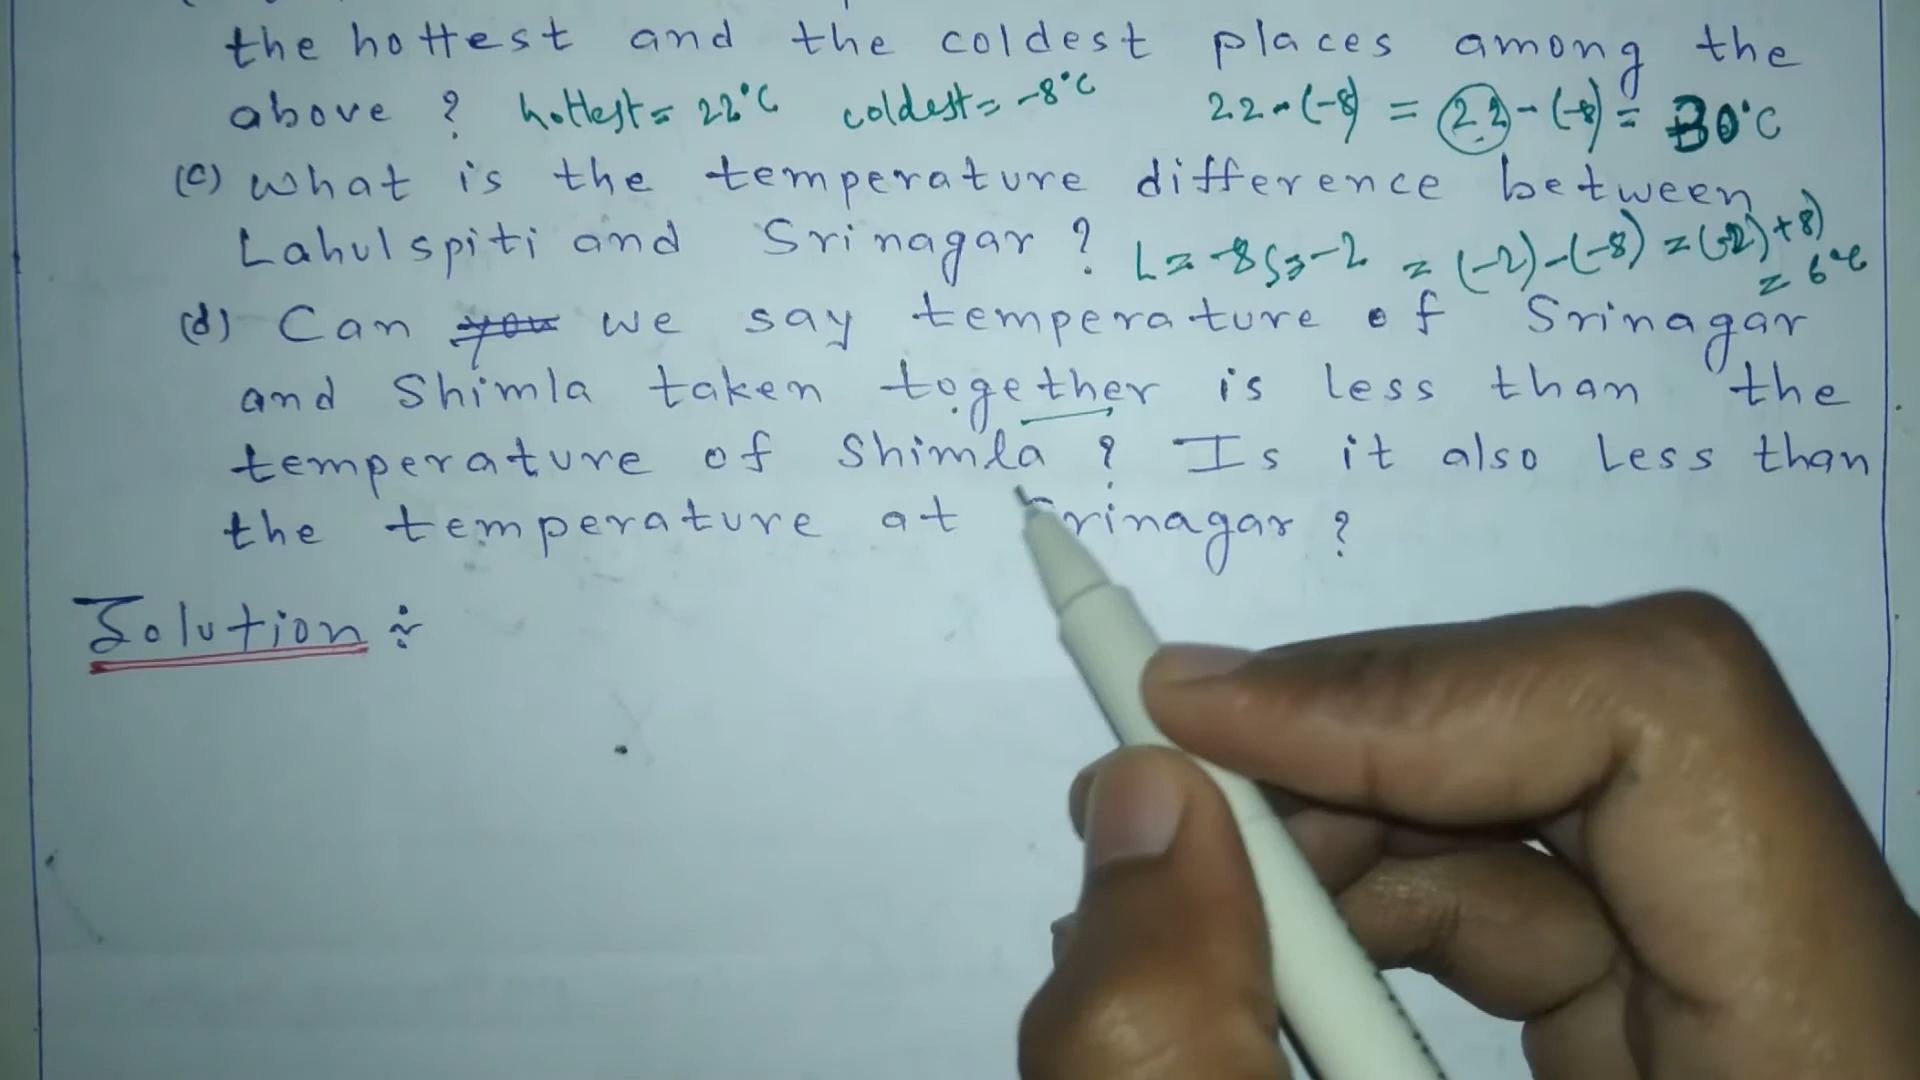 the hottest and the coldest places among the
above ? hottest = 22°C coldest = -8°C 22 - (-8) = 22 - (-8) = 30°C
(c) What is the temperature difference between
Lahulspiti and Srinagar ? L = -8 S = -2 = (-2) - (-8) = (-2) + 8)
= 6°C
(d) Can you we say temperature of Srinagar
and Shimla taken together is less than the
temperature of Shimla ? Is it also less than
the temperature at Srinagar ?
Solution :